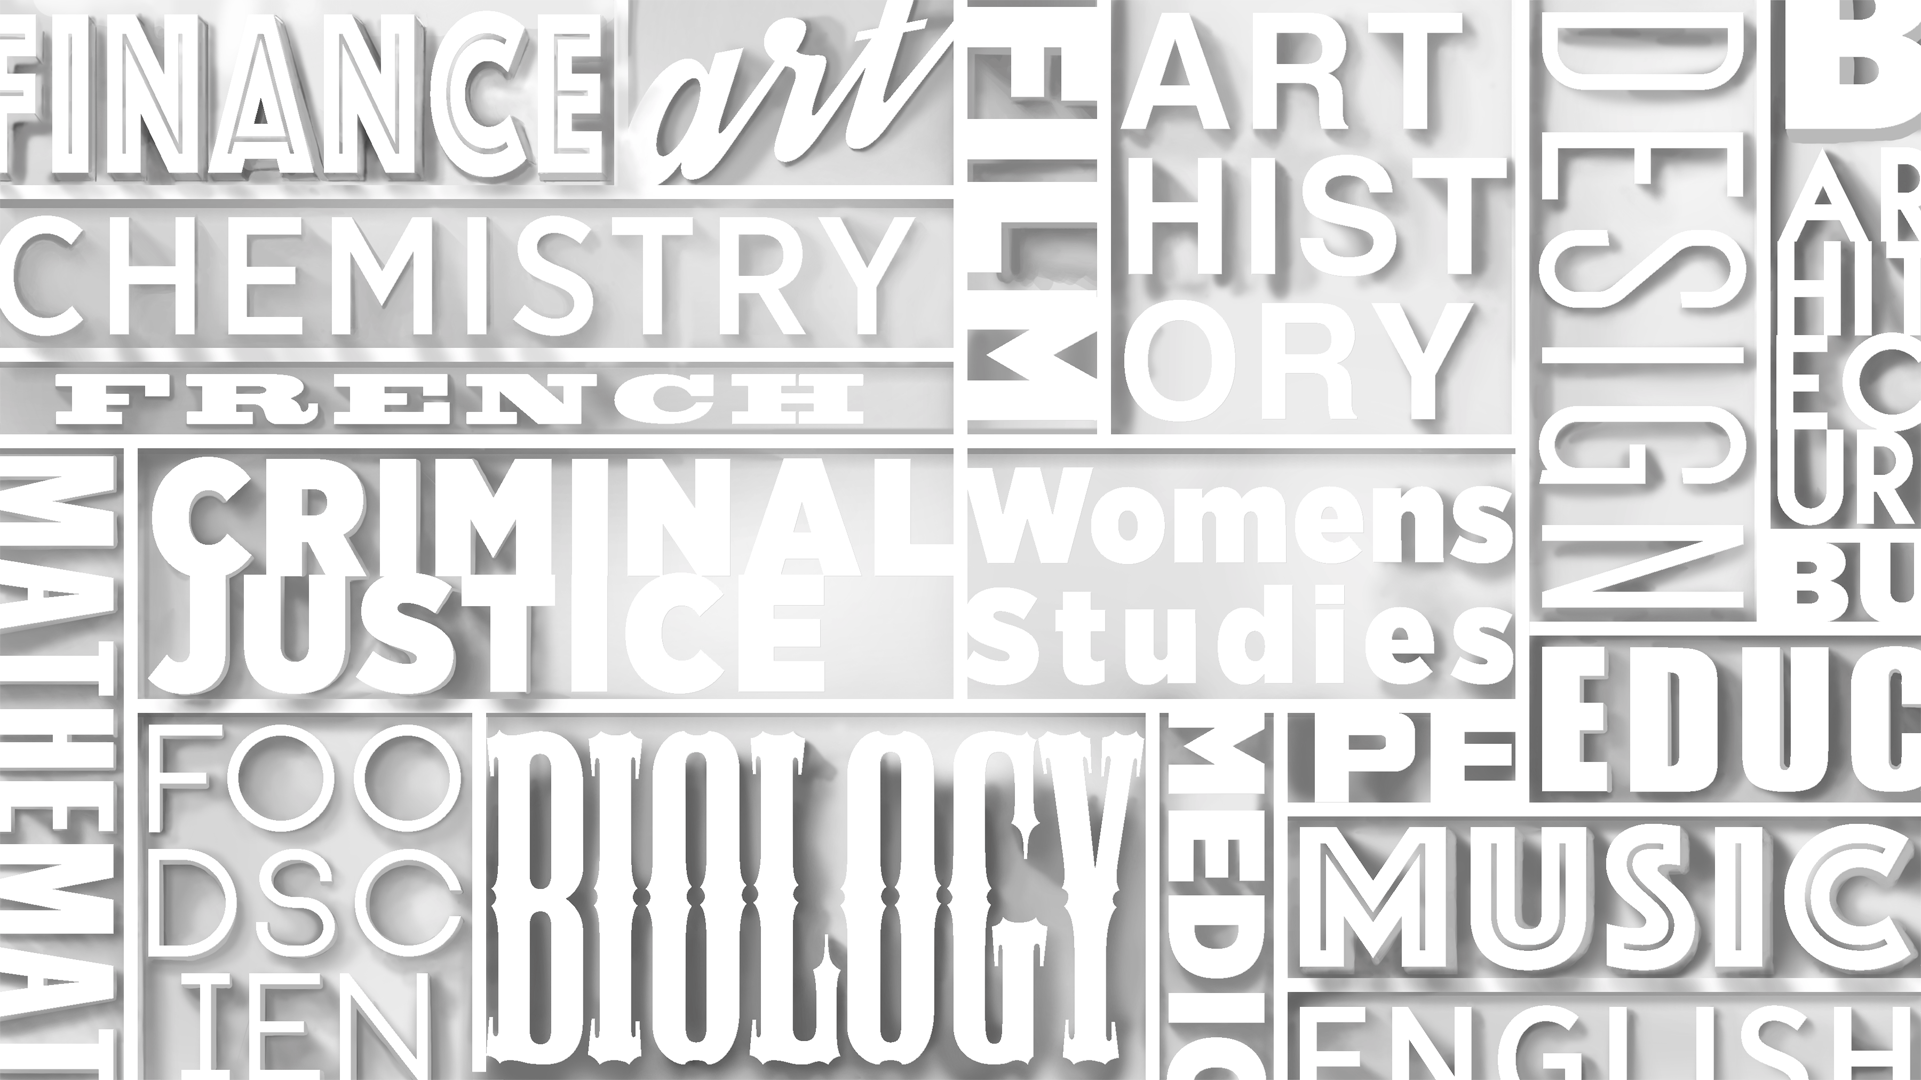 FINANCE
art
CHEMISTRY
FRENCH
FILM
ART
HIST
ORY
DESIGN
B
AR
HIT
EC
UR
BU
MATHEMAT
CRIMINAL
JUSTICE
Womens
Studies
FOO
DSC
IEN
BIOLOGY
MEDIC
PE
EDUC
MUSIC
ENGLISH